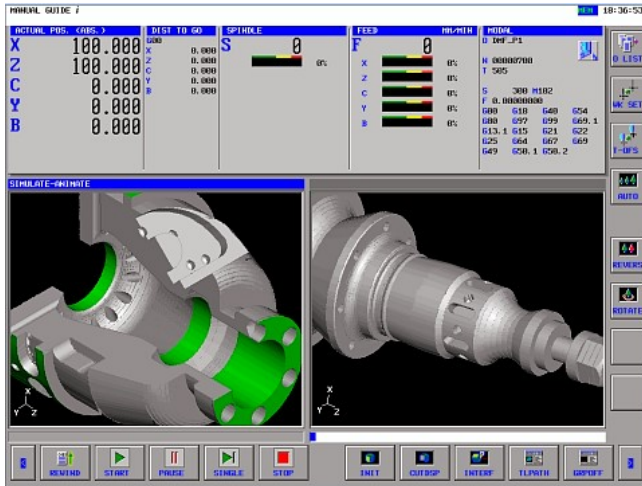 MANUAL GUIDE i
MEM 18:36:53
ACTUAL POS. (ABS.)
X 100.000
Z 100.000
C 0.000
Y 0.000
B 0.000
DIST TO GO
G00
X 0.000
Z 0.000
C 0.000
Y 0.000
B 0.000
SPINDLE
S 0
0%
FEED MM/MIN
F 0
X 0%
Z 0%
C 0%
Y 0%
B 0%
MODAL
O DMF_P1
N 00000700
T 505
S 300 M102
F 0.00000000
G00 G18 G40 G54
G80 G97 G99 G69.1
G13.1 G15 G21 G22
G25 G64 G67 G69
G49 G50.1 G50.2
O LIST
WK SET
T-OFS
AUTO
REVERS
ROTATE
SIMULATE-ANIMATE
X
Y Z
X
Y Z
REWIND
START
PAUSE
SINGLE
STOP
INIT
CUTDSP
INTERF
TLPATH
GRPOFF